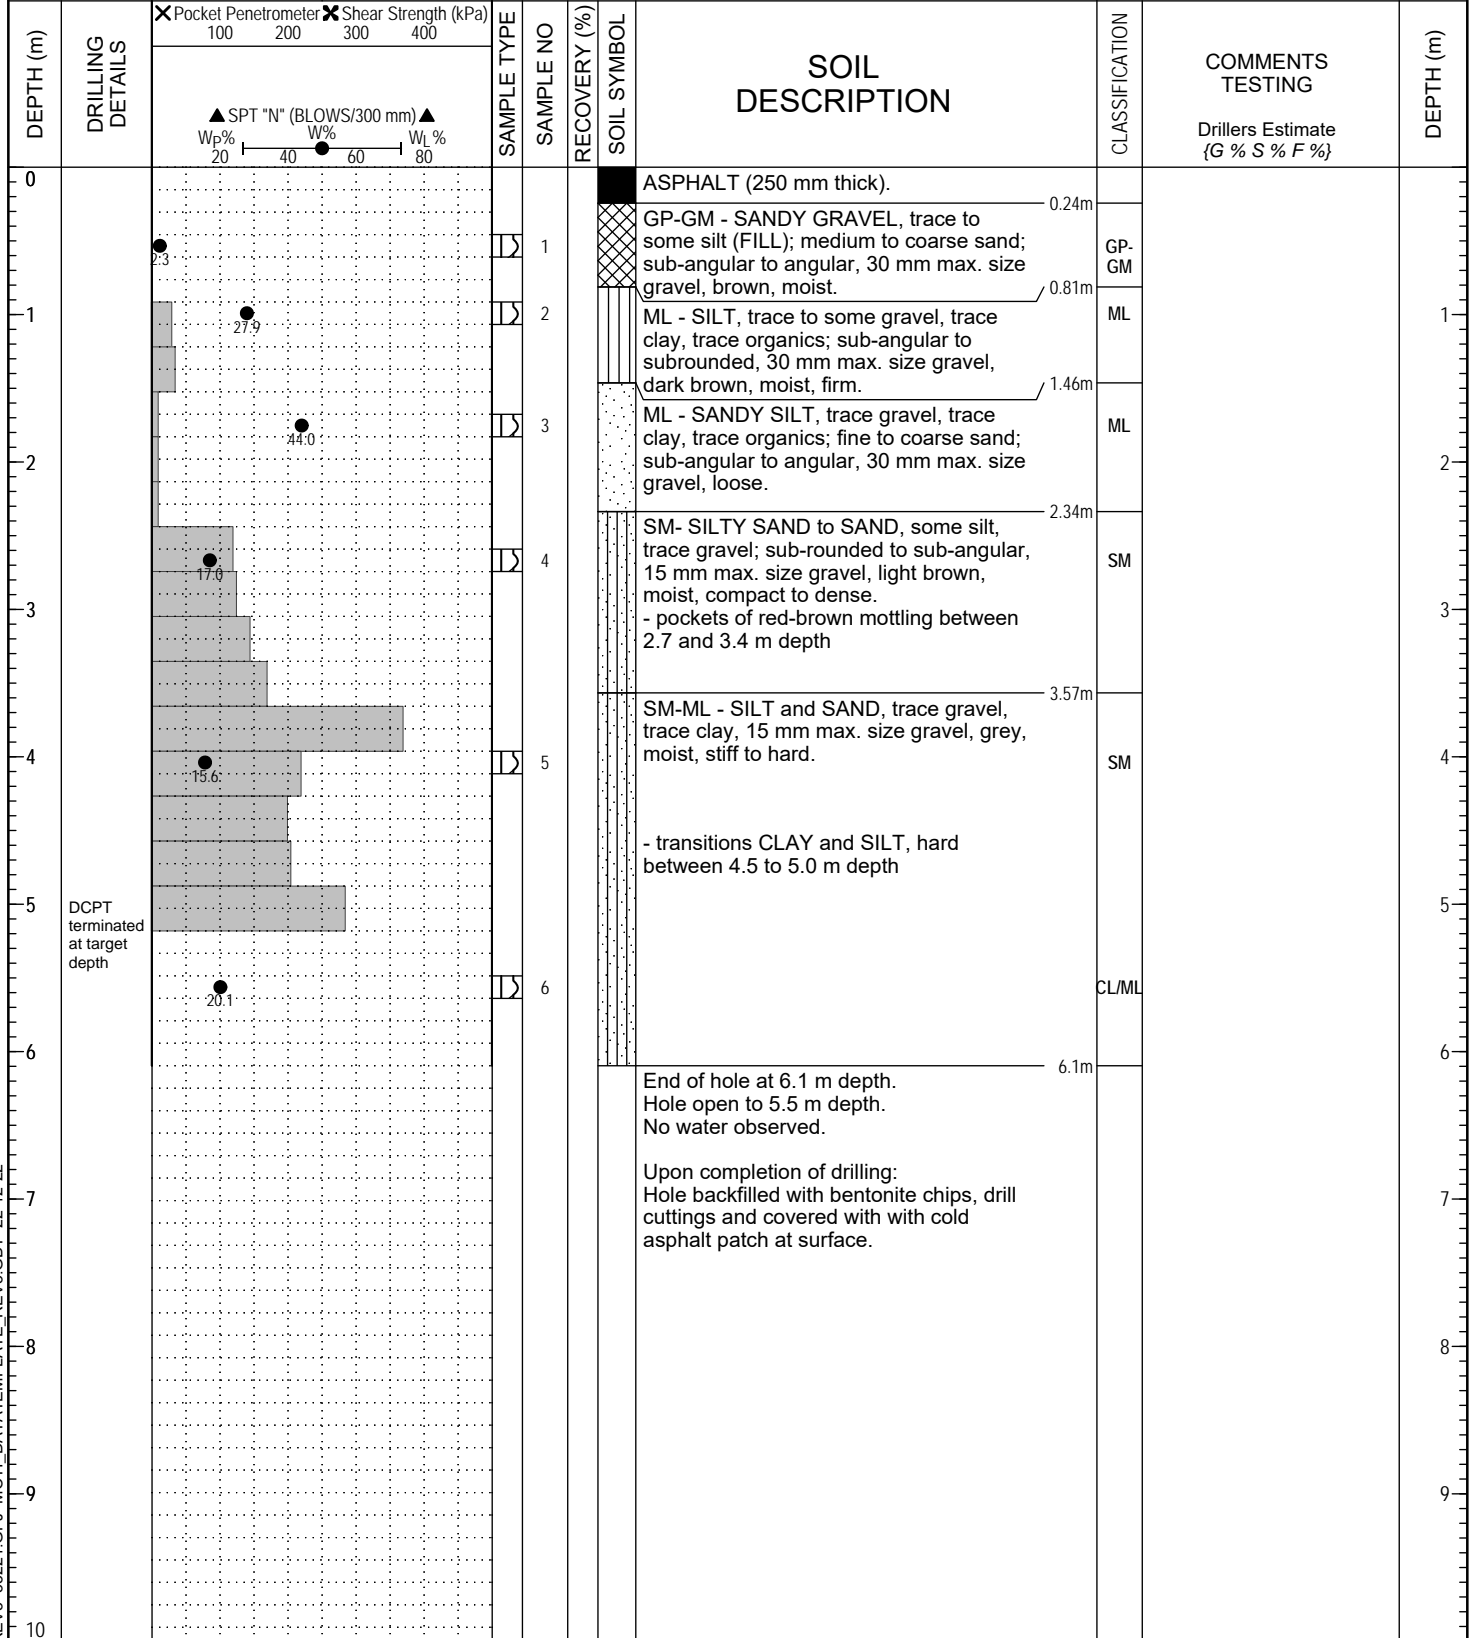 DEPTH (m)
DRILLING
DETAILS
Pocket Penetrometer Shear Strength (kPa)
100 200 300 400
SPT "N" (BLOWS/300 mm)
WP% W% WL%
20 40 60 80
SAMPLE TYPE
SAMPLE NO
RECOVERY (%)
SOIL SYMBOL
SOIL
DESCRIPTION
CLASSIFICATION
COMMENTS
TESTING
Drillers Estimate
{G % S % F %}
DEPTH (m)
0
ASPHALT (250 mm thick).
0.24m
GP-GM - SANDY GRAVEL, trace to
some silt (FILL); medium to coarse sand;
sub-angular to angular, 30 mm max. size
gravel, brown, moist.
2.3
1
GP-
GM
0.81m
1
27.9
2
ML - SILT, trace to some gravel, trace
clay, trace organics; sub-angular to
subrounded, 30 mm max. size gravel,
dark brown, moist, firm.
ML
1
1.46m
44.0
3
ML - SANDY SILT, trace gravel, trace
clay, trace organics; fine to coarse sand;
sub-angular to angular, 30 mm max. size
gravel, loose.
ML
2
2
2.34m
17.0
4
SM- SILTY SAND to SAND, some silt,
trace gravel; sub-rounded to sub-angular,
15 mm max. size gravel, light brown,
moist, compact to dense.
- pockets of red-brown mottling between
2.7 and 3.4 m depth
SM
3
3
3.57m
SM-ML - SILT and SAND, trace gravel,
trace clay, 15 mm max. size gravel, grey,
moist, stiff to hard.
4
15.6
5
SM
4
- transitions CLAY and SILT, hard
between 4.5 to 5.0 m depth
5
DCPT
terminated
at target
depth
5
20.1
6
CL/ML
6
6
6.1m
End of hole at 6.1 m depth.
Hole open to 5.5 m depth.
No water observed.
Upon completion of drilling:
Hole backfilled with bentonite chips, drill
cuttings and covered with with cold
asphalt patch at surface.
7
7
8
8
9
9
10